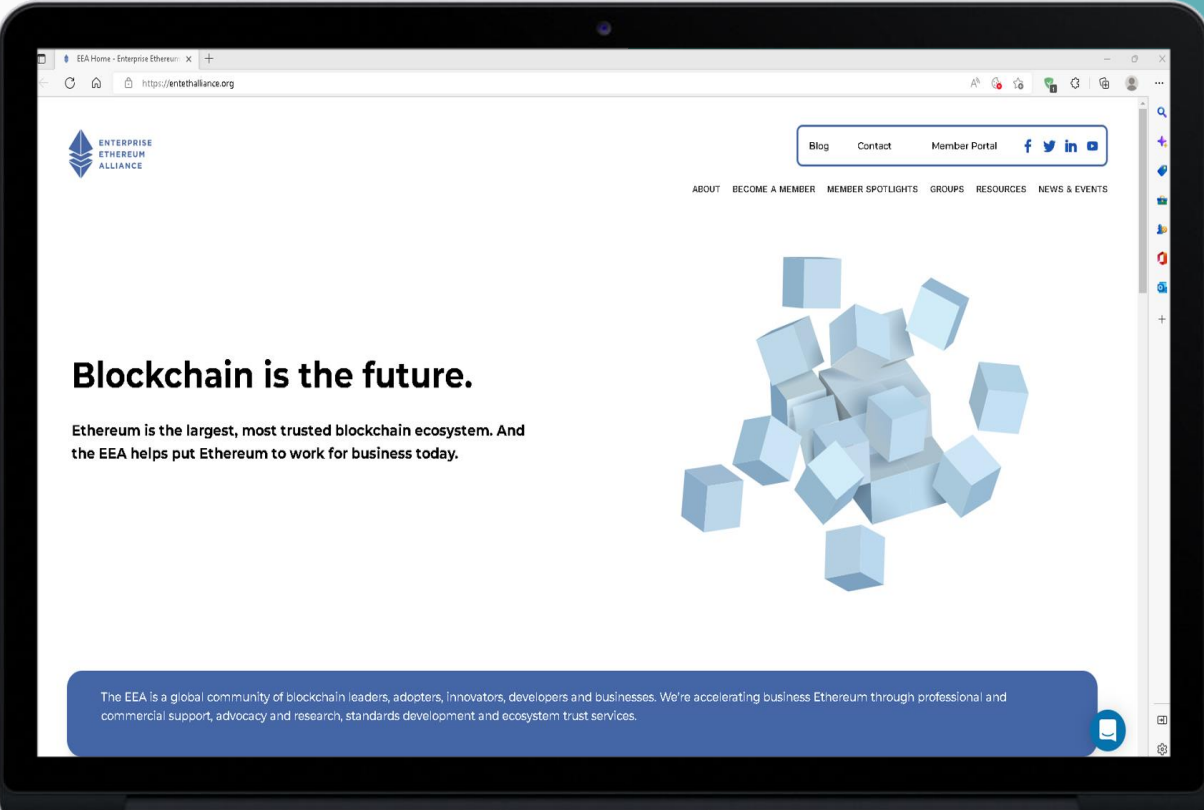 EEA Home - Enterprise Ethereum
https://entethalliance.org
ENTERPRISE
ETHEREUM
ALLIANCE
Blog Contact Member Portal
ABOUT BECOME A MEMBER MEMBER SPOTLIGHTS GROUPS RESOURCES NEWS & EVENTS
Blockchain is the future.
Ethereum is the largest, most trusted blockchain ecosystem. And
the EEA helps put Ethereum to work for business today.
The EEA is a global community of blockchain leaders, adopters, innovators, developers and businesses. We're accelerating business Ethereum through professional and
commercial support, advocacy and research, standards development and ecosystem trust services.